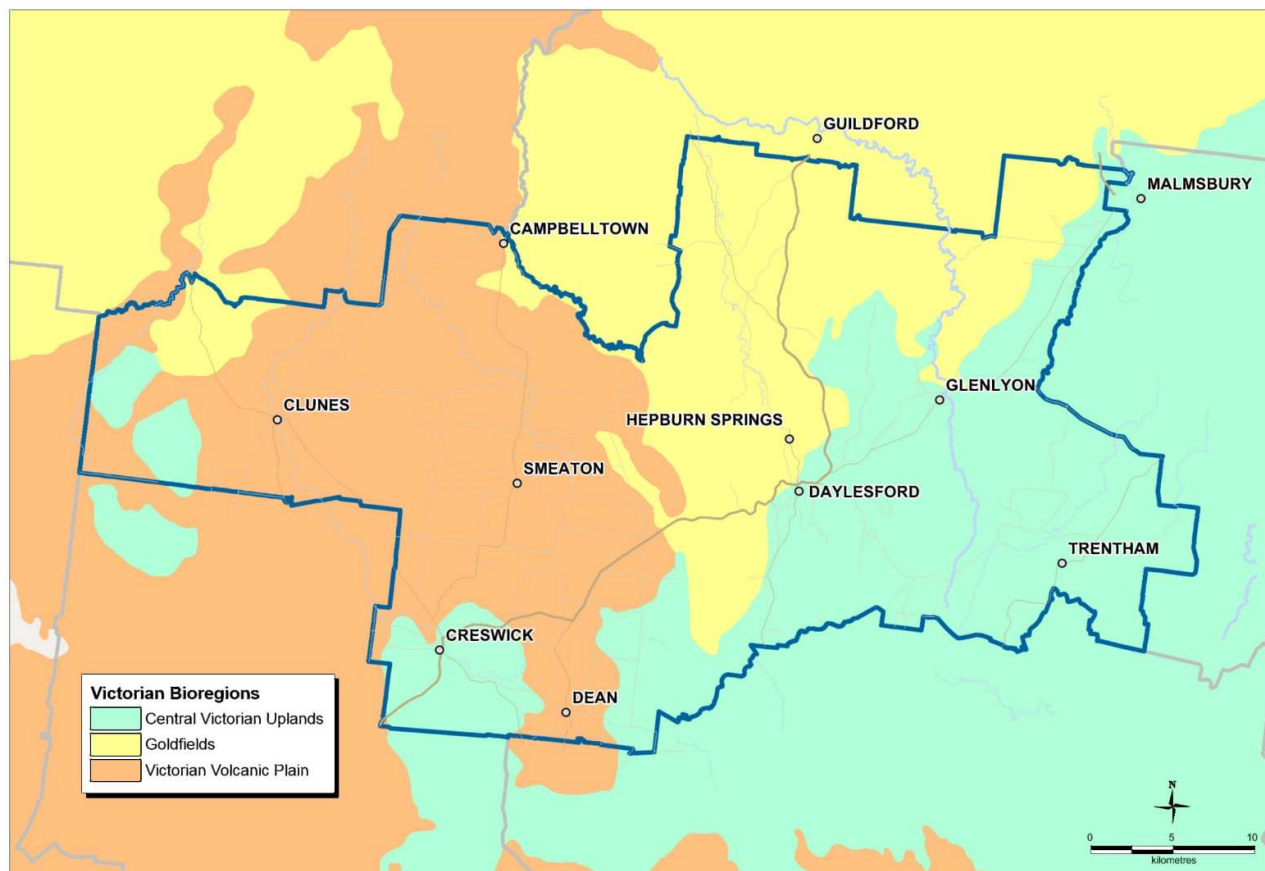 GUILDFORD
MALMSBURY
CAMPBELLTOWN
GLENLYON
CLUNES
HEPBURN SPRINGS
SMEATON
DAYLESFORD
TRENTHAM
CRESWICK
DEAN
Victorian Bioregions
Central Victorian Uplands
Goldfields
Victorian Volcanic Plain
N
0 5 10
kilometres